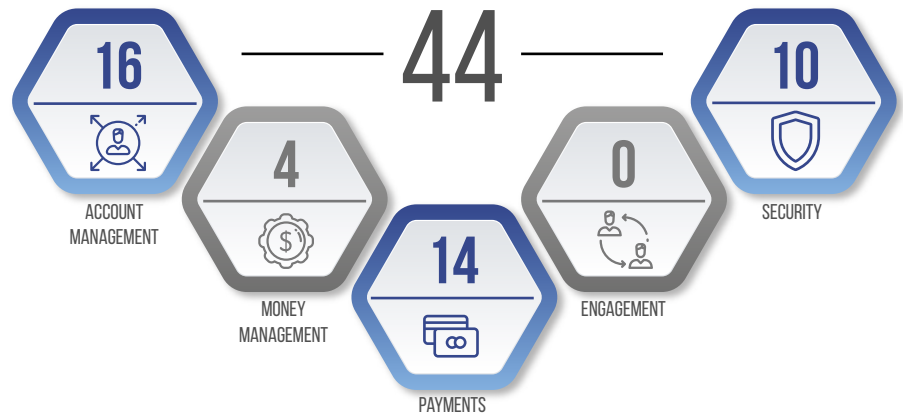 44
16
ACCOUNT
MANAGEMENT
4
$
MONEY
MANAGEMENT
14
PAYMENTS
0
ENGAGEMENT
10
SECURITY